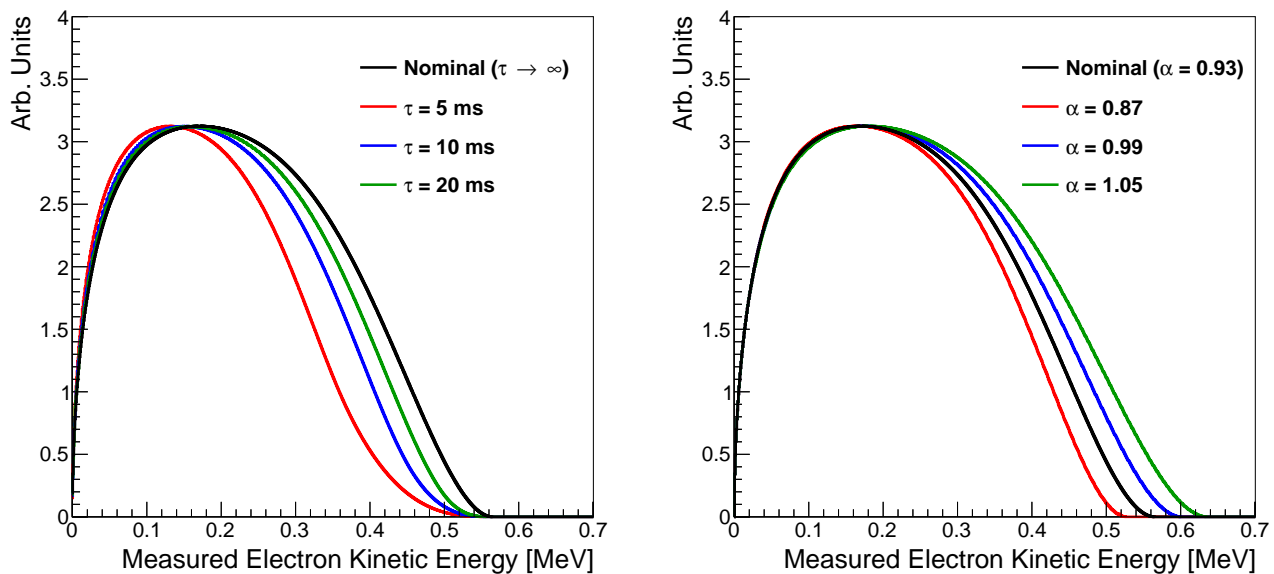 Arb. Units
4
3.5
3
2.5
2
1.5
1
0.5
0
Nominal (τ → ∞)
τ = 5 ms
τ = 10 ms
τ = 20 ms
0 0.1 0.2 0.3 0.4 0.5 0.6 0.7
Measured Electron Kinetic Energy [MeV]
Arb. Units
4
3.5
3
2.5
2
1.5
1
0.5
0
Nominal (α = 0.93)
α = 0.87
α = 0.99
α = 1.05
0 0.1 0.2 0.3 0.4 0.5 0.6 0.7
Measured Electron Kinetic Energy [MeV]